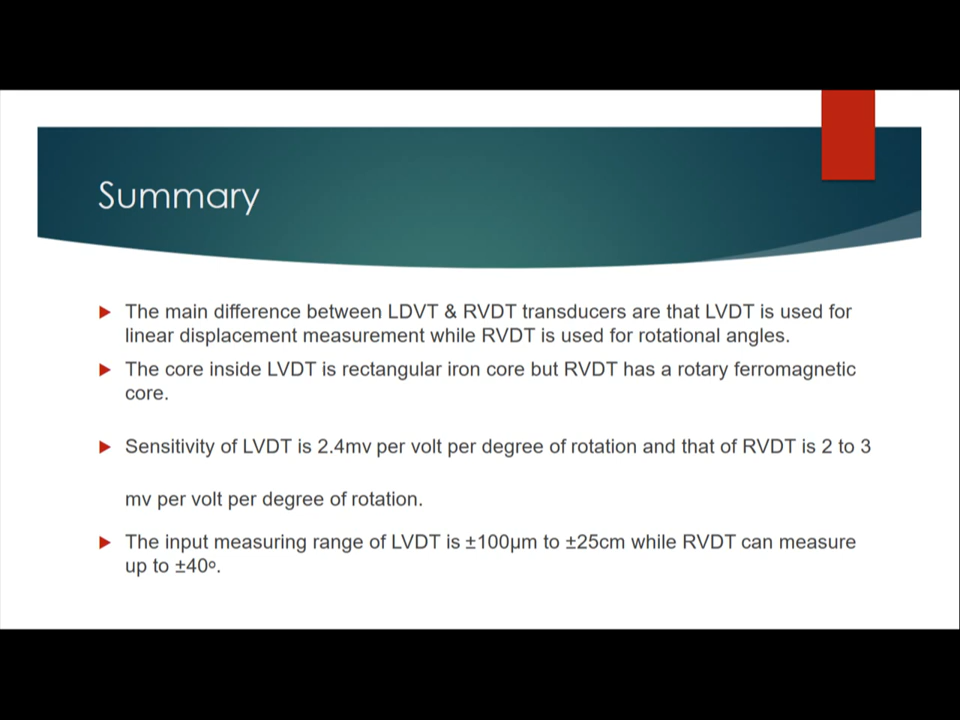 Summary
The main difference between LDVT & RVDT transducers are that LVDT is used for
linear displacement measurement while RVDT is used for rotational angles.
The core inside LVDT is rectangular iron core but RVDT has a rotary ferromagnetic
core.
Sensitivity of LVDT is 2.4mv per volt per degree of rotation and that of RVDT is 2 to 3
mv per volt per degree of rotation.
The input measuring range of LVDT is ±100µm to ±25cm while RVDT can measure
up to ±40º.